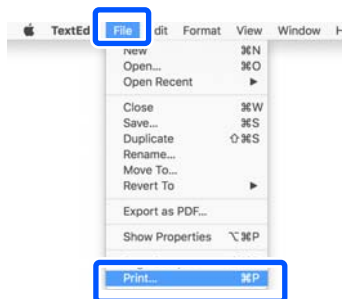 TextEd File dit Format View Window H
New ⌘N
Open... ⌘O
Open Recent ▶
Close ⌘W
Save... ⌘S
Duplicate ⇧⌘S
Rename...
Move To...
Revert To ▶
Export as PDF...
Show Properties ⌥⌘P
Print... ⌘P